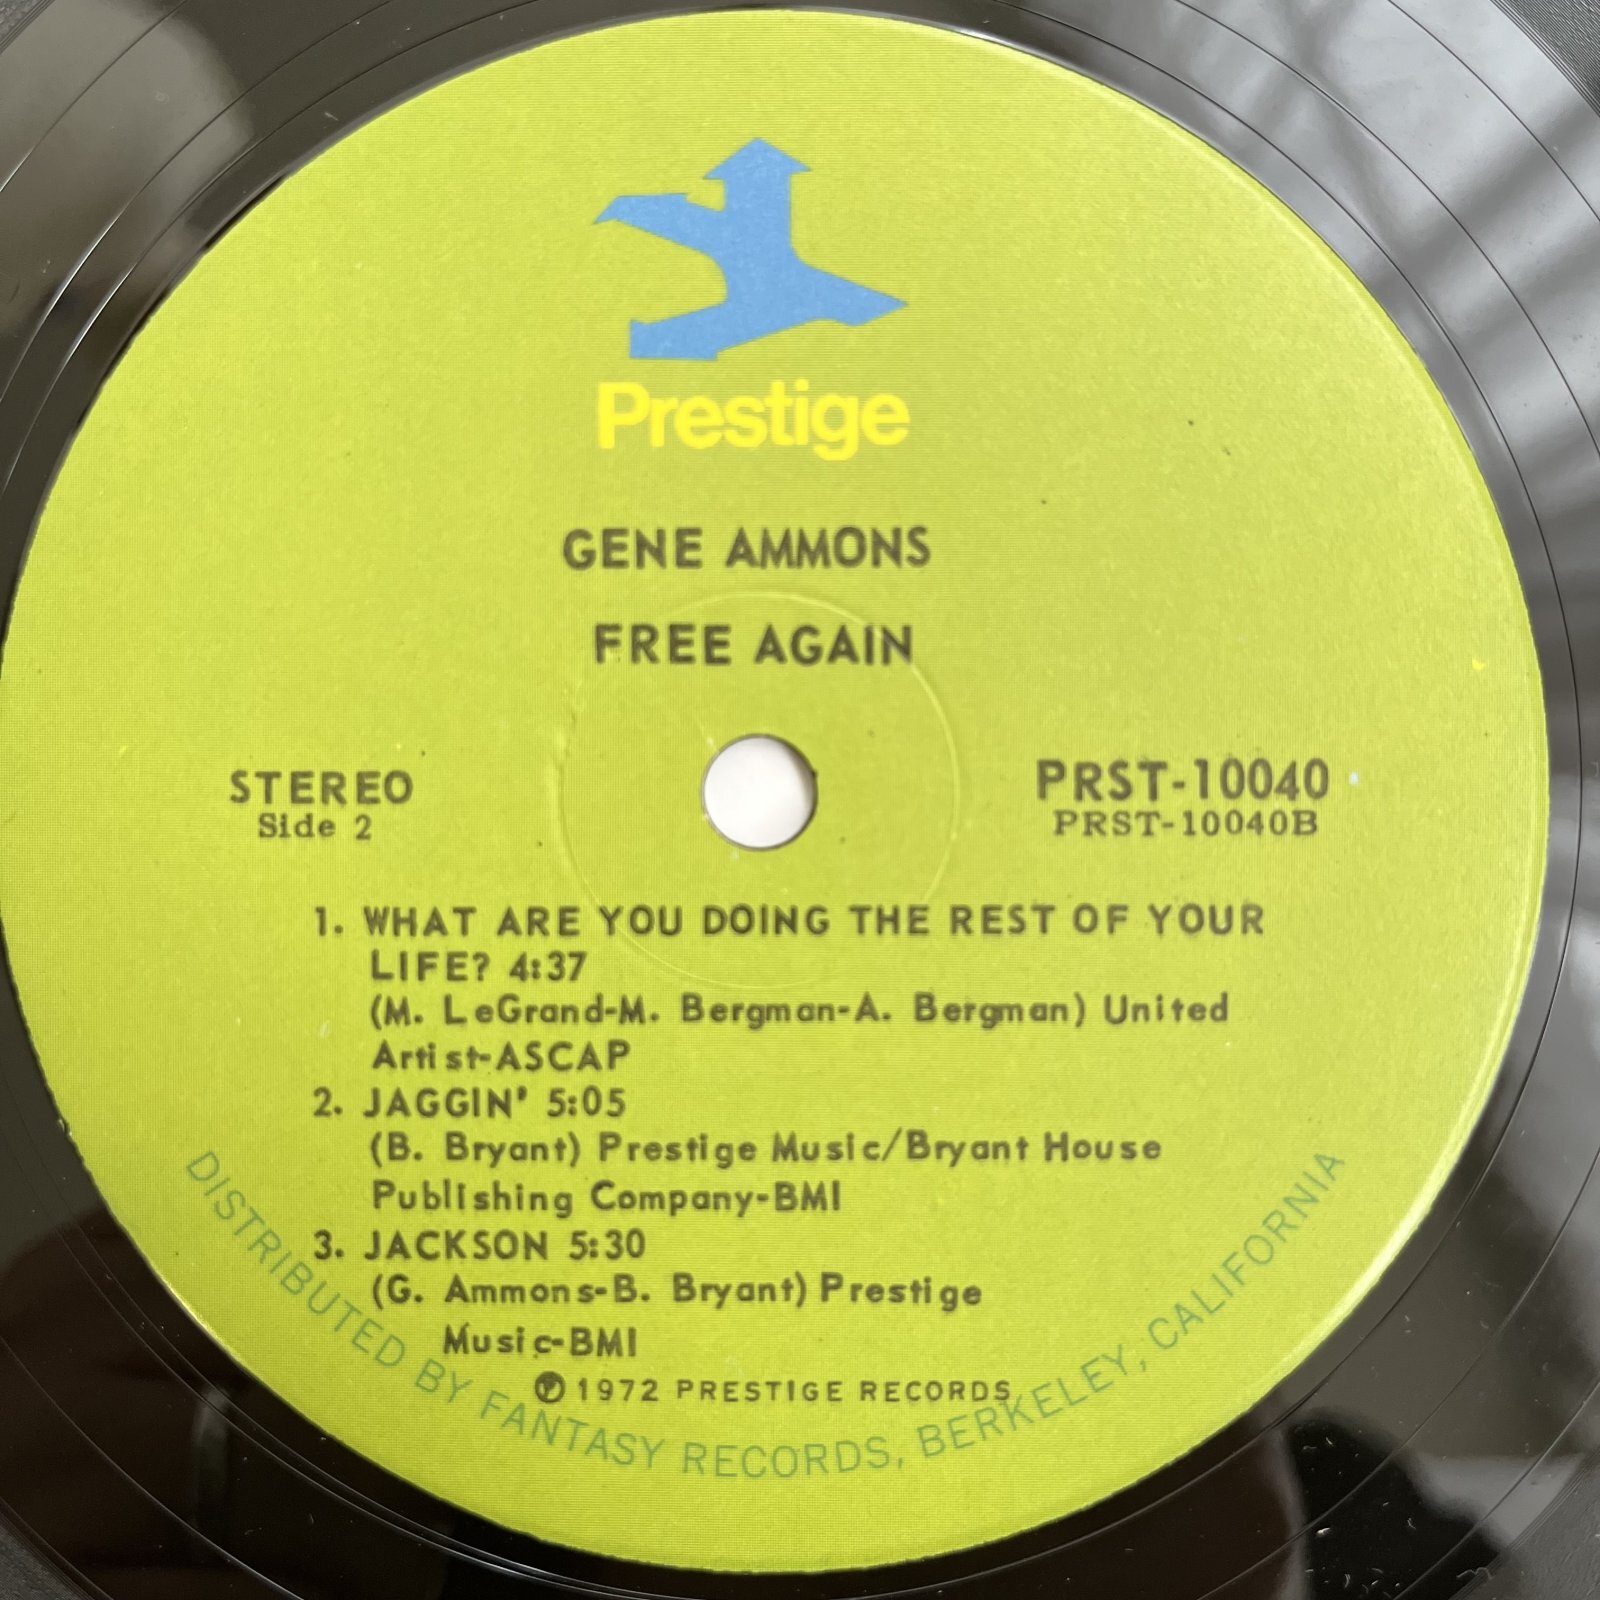 Prestige
GENE AMMONS
FREE AGAIN
STEREO
Side 2
PRST-10040
PRST-10040B
1. WHAT ARE YOU DOING THE REST OF YOUR
LIFE? 4:37
(M. LeGrand-M. Bergman-A. Bergman) United
Artist-ASCAP
2. JAGGIN' 5:05
(B. Bryant) Prestige Music/Bryant House
Publishing Company-BMI
3. JACKSON 5:30
(G. Ammons-B. Bryant) Prestige
Music-BMI
℗ 1972 PRESTIGE RECORDS
DISTRIBUTED BY FANTASY RECORDS, BERKELEY, CALIFORNIA